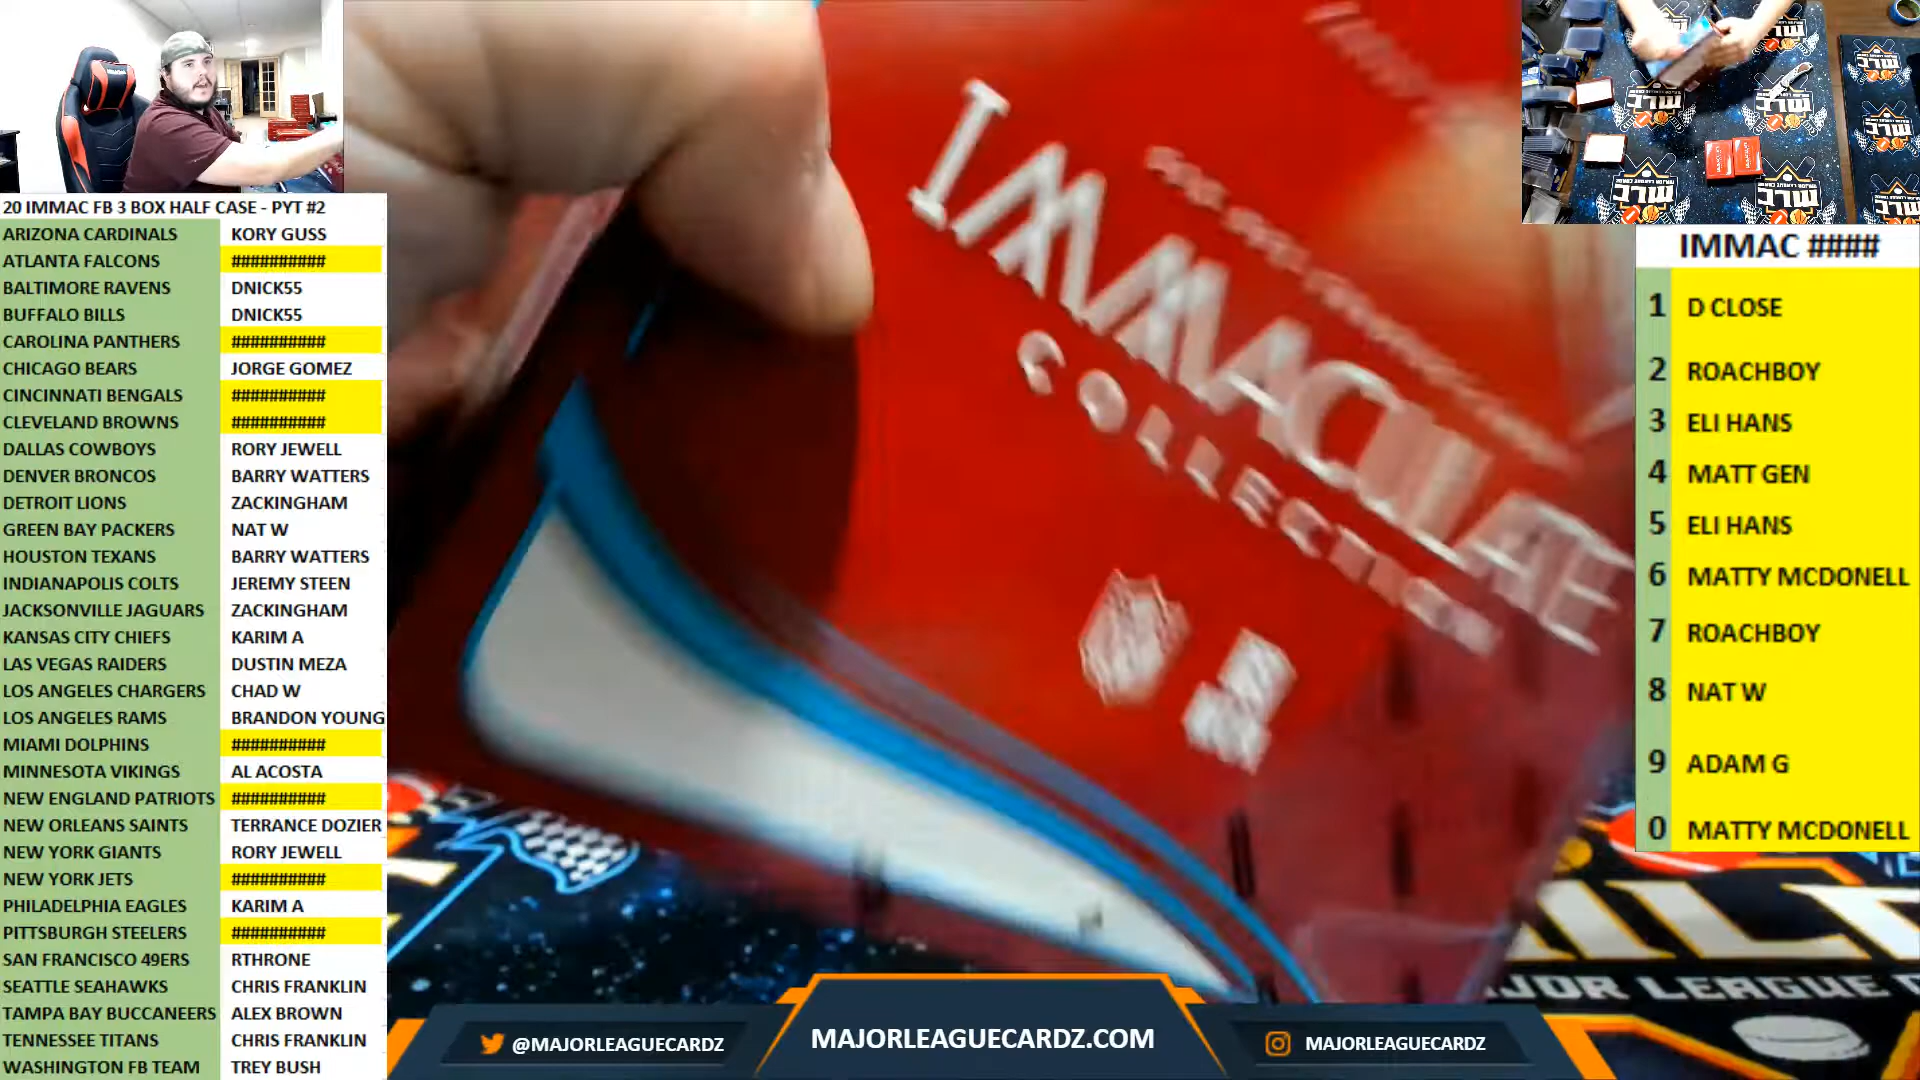 20 IMMAC FB 3 BOX HALF CASE - PYT #2
ARIZONA CARDINALS KORY GUSS
ATLANTA FALCONS ##########
BALTIMORE RAVENS DNICK55
BUFFALO BILLS DNICK55
CAROLINA PANTHERS ##########
CHICAGO BEARS JORGE GOMEZ
CINCINNATI BENGALS ##########
CLEVELAND BROWNS ##########
DALLAS COWBOYS RORY JEWELL
DENVER BRONCOS BARRY WATTERS
DETROIT LIONS ZACKINGHAM
GREEN BAY PACKERS NAT W
HOUSTON TEXANS BARRY WATTERS
INDIANAPOLIS COLTS JEREMY STEEN
JACKSONVILLE JAGUARS ZACKINGHAM
KANSAS CITY CHIEFS KARIM A
LAS VEGAS RAIDERS DUSTIN MEZA
LOS ANGELES CHARGERS CHAD W
LOS ANGELES RAMS BRANDON YOUNG
MIAMI DOLPHINS ##########
MINNESOTA VIKINGS AL ACOSTA
NEW ENGLAND PATRIOTS ##########
NEW ORLEANS SAINTS TERRANCE DOZIER
NEW YORK GIANTS RORY JEWELL
NEW YORK JETS ##########
PHILADELPHIA EAGLES KARIM A
PITTSBURGH STEELERS ##########
SAN FRANCISCO 49ERS RTHRONE
SEATTLE SEAHAWKS CHRIS FRANKLIN
TAMPA BAY BUCCANEERS ALEX BROWN
TENNESSEE TITANS CHRIS FRANKLIN
WASHINGTON FB TEAM TREY BUSH
IMMACULATE
COLLECTION
IMMAC ####
1 D CLOSE
2 ROACHBOY
3 ELI HANS
4 MATT GEN
5 ELI HANS
6 MATTY MCDONELL
7 ROACHBOY
8 NAT W
9 ADAM G
0 MATTY MCDONELL
JOR LEAGUE
@MAJORLEAGUECARDZ
MAJORLEAGUECARDZ.COM
MAJORLEAGUECARDZ